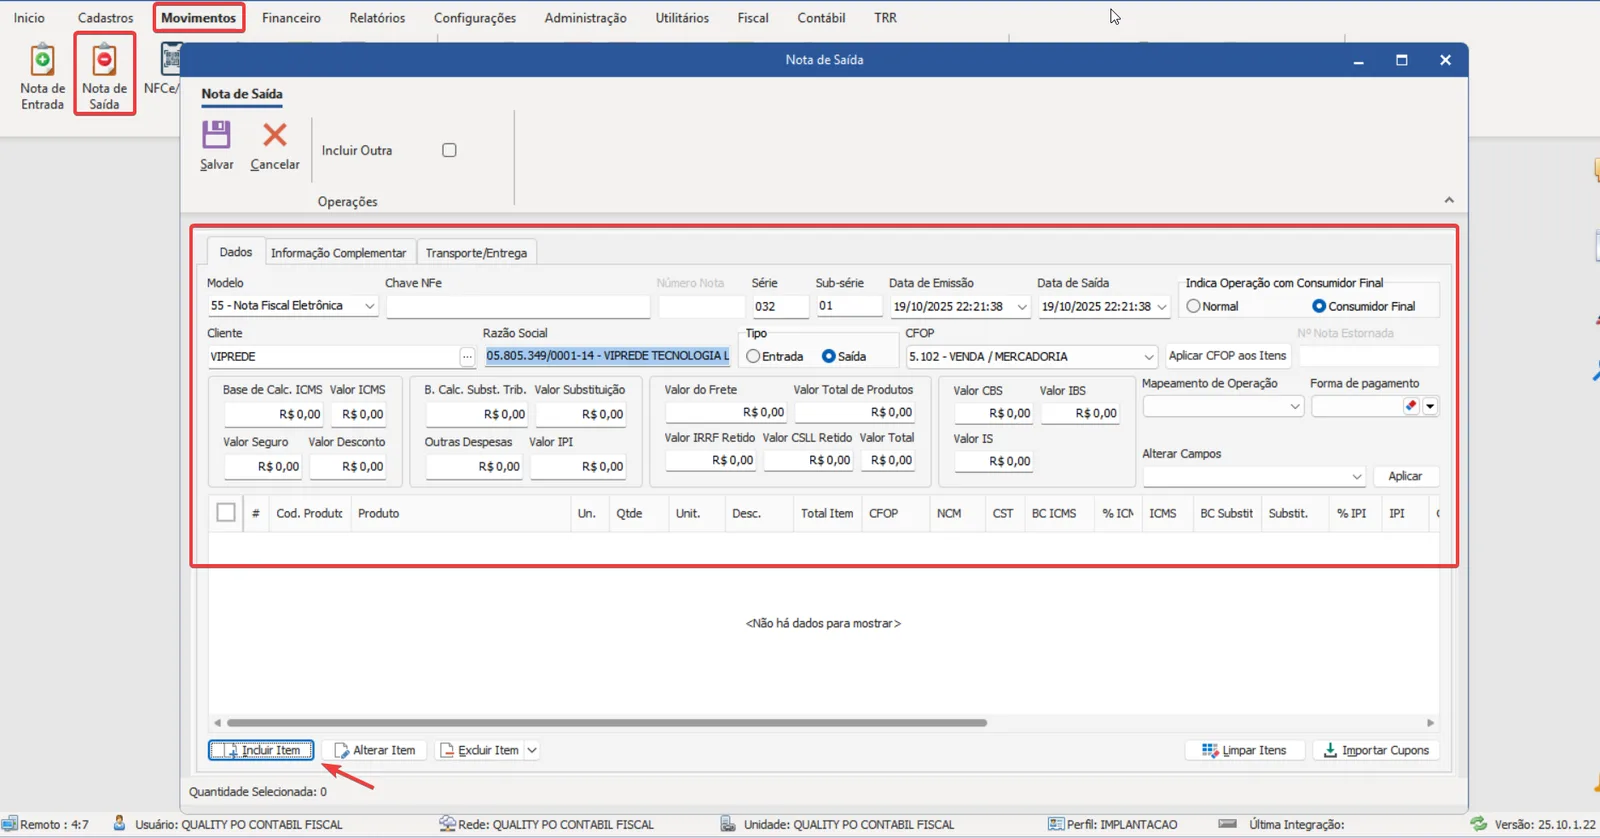 Inicio Cadastros Movimentos Financeiro Relatórios Configurações Administração Utilitários Fiscal Contábil TRR
Nota de Entrada
Nota de Saída
NFCe/
Nota de Saída
Nota de Saída
Salvar
Cancelar
Incluir Outra
Operações
Dados Informação Complementar Transporte/Entrega
Modelo Chave NFe Número Nota Série Sub-série Data de Emissão Data de Saída Indica Operação com Consumidor Final
55 - Nota Fiscal Eletrônica 032 01 19/10/2025 22:21:38 19/10/2025 22:21:38 Normal Consumidor Final
Cliente Razão Social Tipo CFOP Nº Nota Estornada
VIPREDE ... 05.805.349/0001-14 - VIPREDE TECNOLOGIA L Entrada Saída 5.102 - VENDA / MERCADORIA Aplicar CFOP aos Itens
Base de Calc. ICMS Valor ICMS B. Calc. Subst. Trib. Valor Substituição Valor do Frete Valor Total de Produtos Valor CBS Valor IBS Mapeamento de Operação Forma de pagamento
R$ 0,00 R$ 0,00 R$ 0,00 R$ 0,00 R$ 0,00 R$ 0,00 R$ 0,00 R$ 0,00
Valor Seguro Valor Desconto Outras Despesas Valor IPI Valor IRRF Retido Valor CSLL Retido Valor Total Valor IS Alterar Campos
R$ 0,00 R$ 0,00 R$ 0,00 R$ 0,00 R$ 0,00 R$ 0,00 R$ 0,00 R$ 0,00 Aplicar
# Cod. Produto Produto Un. Qtde Unit. Desc. Total Item CFOP NCM CST BC ICMS % ICM ICMS BC Substit Substit. % IPI IPI
<Não há dados para mostrar>
Incluir Item Alterar Item Excluir Item Limpar Itens Importar Cupons
Quantidade Selecionada: 0
Remoto : 4:7 Usuário: QUALITY PO CONTABIL FISCAL Rede: QUALITY PO CONTABIL FISCAL Unidade: QUALITY PO CONTABIL FISCAL Perfil: IMPLANTACAO Última Integração: Versão: 25.10.1.22